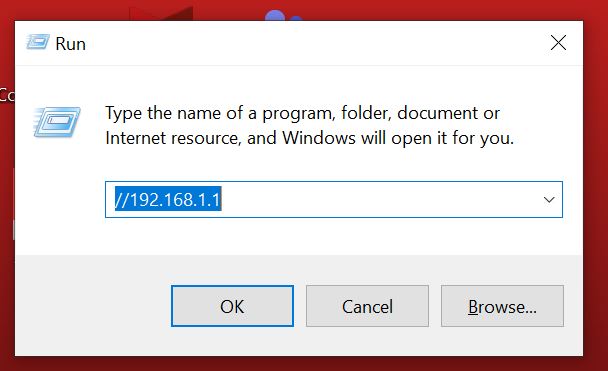 Run
Type the name of a program, folder, document or
Internet resource, and Windows will open it for you.
//192.168.1.1
OK
Cancel
Browse...